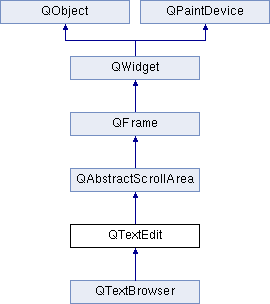 QObject
QPaintDevice
QWidget
QFrame
QAbstractScrollArea
QTextEdit
QTextBrowser